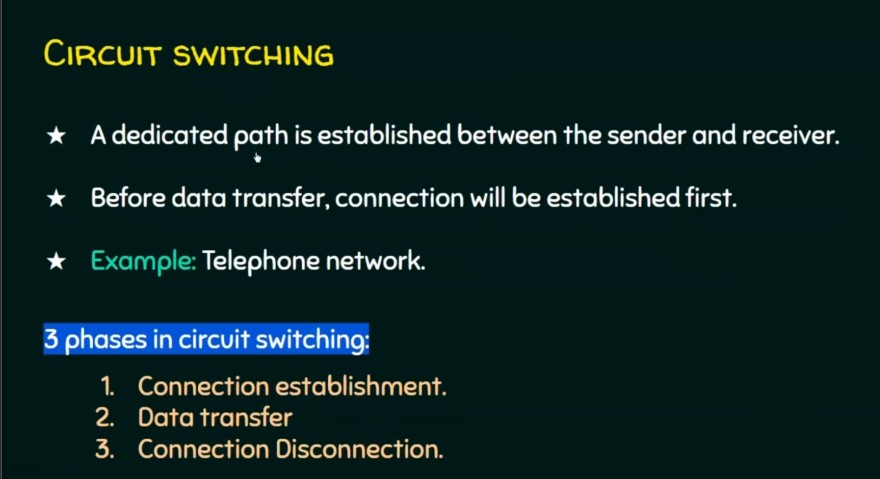 CIRCUIT SWITCHING
★ A dedicated path is established between the sender and receiver.
★ Before data transfer, connection will be established first.
★ Example: Telephone network.
3 phases in circuit switching:
1. Connection establishment.
2. Data transfer
3. Connection Disconnection.